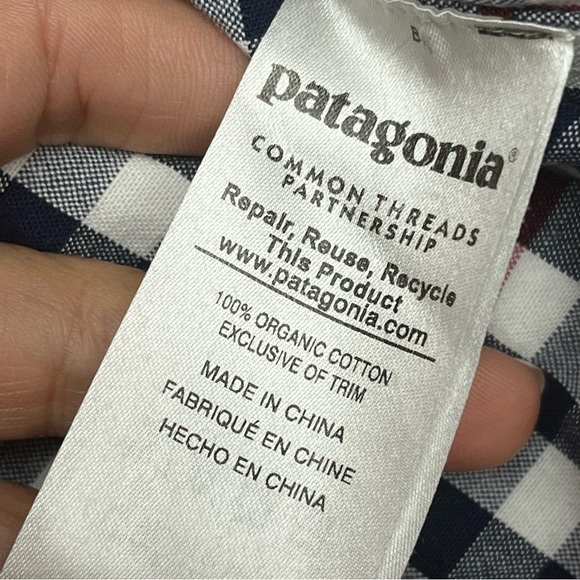 patagonia®
COMMON THREADS
PARTNERSHIP
Repair, Reuse, Recycle
This Product
www.patagonia.com
100% ORGANIC COTTON
EXCLUSIVE OF TRIM
MADE IN CHINA
FABRIQUÉ EN CHINE
HECHO EN CHINA